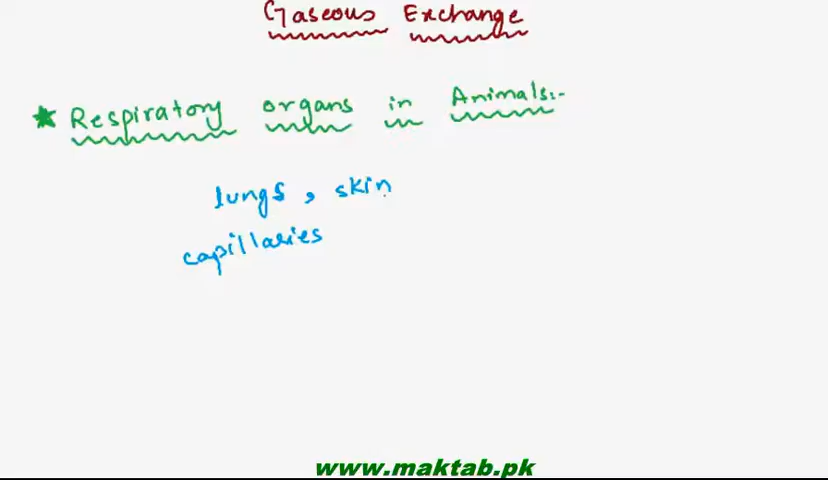 Gaseous Exchange
★ Respiratory organs in Animals:-
lungs, skin
capillaries
www.maktab.pk